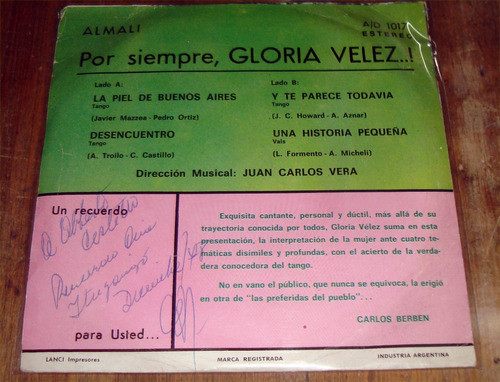 ALMALI
A/D 1017
ESTEREO
Por siempre, GLORIA VELEZ..!
Lado A:
LA PIEL DE BUENOS AIRES
Tango
(Javier Mazzea - Pedro Ortiz)
DESENCUENTRO
Tango
(A. Troilo - C. Castillo)
Lado B:
Y TE PARECE TODAVIA
Tango
(J. C. Howard - A. Aznar)
UNA HISTORIA PEQUEÑA
Vals
(L. Formento - A. Micheli)
Dirección Musical: JUAN CARLOS VERA
Un recuerdo
para Usted...
Exquisita cantante, personal y dúctil, más allá de su
trayectoria conocida por todos, Gloria Vélez suma en esta
presentación, la interpretación de la mujer ante cuatro te-
máticas disímiles y profundas, con el acierto de la verda-
dera conocedora del tango.
No en vano el público, que nunca se equivoca, la erigió
en otra de "las preferidas del pueblo"...
CARLOS BERBEN
LANCI Impresores
MARCA REGISTRADA
INDUSTRIA ARGENTINA